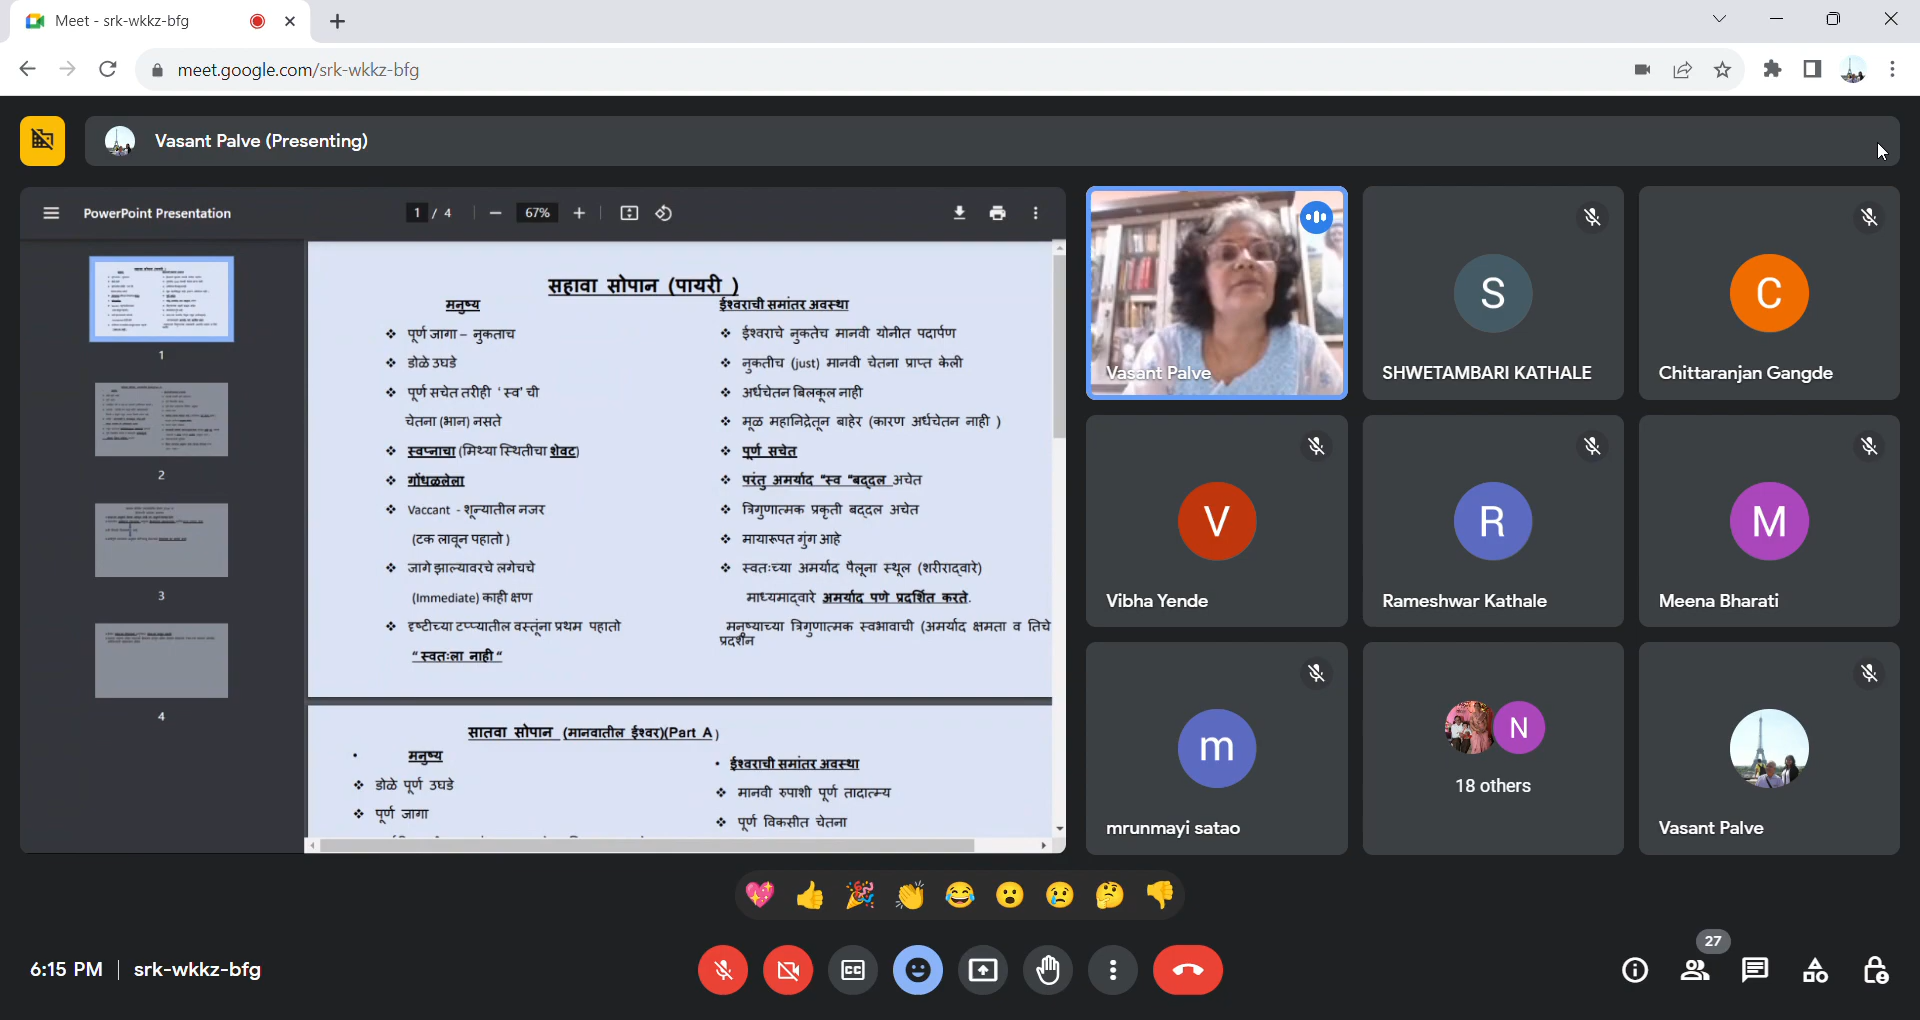 Meet - srk-wkkz-bfg
meet.google.com/srk-wkkz-bfg
Vasant Palve (Presenting)
PowerPoint Presentation
1 / 4
67%
सहावा सोपान (पायरी )
मनुष्य
❖ पूर्ण जागा – नुकताच
❖ डोळे उघडे
❖ पूर्ण सचेत तरीही ‘ स्व’ ची
चेतना (भान) नसते
❖ स्वप्नाचा (मिथ्या स्थितीचा शेवट)
❖ गोंधळलेला
❖ Vaccant - शून्यातील नजर
(टक लावून पहातो )
❖ जागे झाल्यावरचे लगेचचे
(Immediate) काही क्षण
❖ दृष्टीच्या टप्प्यातील वस्तूंना प्रथम पहातो
“ स्वतःला नाही “
ईश्वराची समांतर अवस्था
❖ ईश्वराचे नुकतेच मानवी योनीत पदार्पण
❖ नुकतीच (just) मानवी चेतना प्राप्त केली
❖ अर्धचेतन बिलकूल नाही
❖ मूळ महानिद्रेतून बाहेर (कारण अर्धचेतन नाही )
❖ पूर्ण सचेत
❖ परंतु अमर्याद “स्व “बद्दल अचेत
❖ त्रिगुणात्मक प्रकृती बद्दल अचेत
❖ मायारूपत गुंग आहे
❖ स्वतःच्या अमर्याद पैलूना स्थूल (शरीराद्वारे)
माध्यमाद्वारे अमर्याद पणे प्रदर्शित करते.
मनुष्याच्या त्रिगुणात्मक स्वभावाची (अमर्याद क्षमता व तिचे
प्रदर्शन
सातवा सोपान (मानवातील ईश्वर)(Part A )
• मनुष्य
❖ डोळे पूर्ण उघडे
❖ पूर्ण जागा
• ईश्वराची समांतर अवस्था
❖ मानवी रुपाशी पूर्ण तादात्म्य
❖ पूर्ण विकसीत चेतना
1
2
3
4
Vasant Palve
S
SHWETAMBARI KATHALE
C
Chittaranjan Gangde
V
Vibha Yende
R
Rameshwar Kathale
M
Meena Bharati
m
mrunmayi satao
N
18 others
Vasant Palve
6:15 PM | srk-wkkz-bfg
CC
27